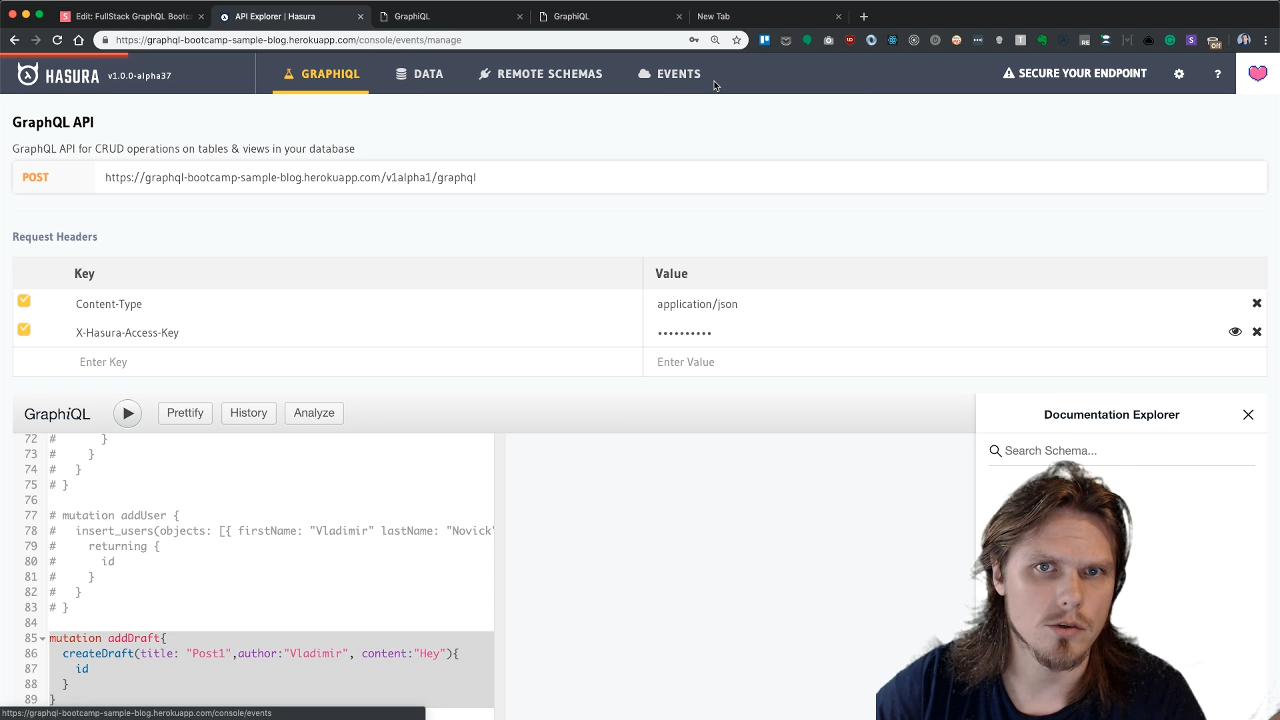 Edit: FullStack GraphQL Bootc
API Explorer | Hasura
GraphiQL
GraphiQL
New Tab
https://graphql-bootcamp-sample-blog.herokuapp.com/console/events/manage
HASURA v1.0.0-alpha37
GRAPHIQL
DATA
REMOTE SCHEMAS
EVENTS
SECURE YOUR ENDPOINT
?
GraphQL API
GraphQL API for CRUD operations on tables & views in your database
POST https://graphql-bootcamp-sample-blog.herokuapp.com/v1alpha1/graphql
Request Headers
Key Value
Content-Type application/json
X-Hasura-Access-Key ••••••••••
Enter Key Enter Value
GraphiQL Prettify History Analyze
Documentation Explorer
Search Schema...
72 # }
73 # }
74 # }
75 # }
76
77 # mutation addUser {
78 # insert_users(objects: [{ firstName: "Vladimir" lastName: "Novick"
79 # returning {
80 # id
81 # }
82 # }
83 # }
84
85 mutation addDraft{
86 createDraft(title: "Post1",author:"Vladimir", content:"Hey"){
87 id
88 }
89 }
https://graphql-bootcamp-sample-blog.herokuapp.com/console/events